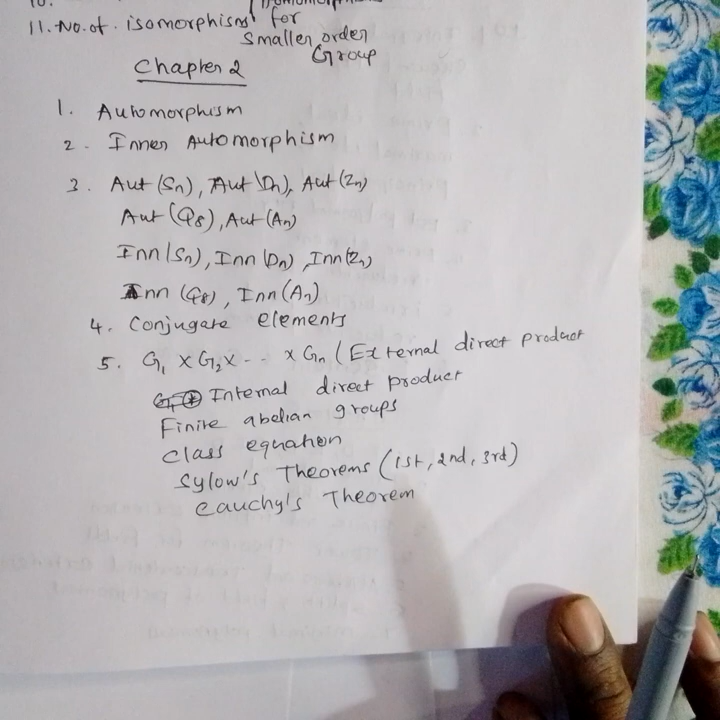 10.
11. No. of. isomorphism for
smaller order
Group
Chapter 2
1. Automorphism
2. Inner Automorphism
3. Aut (Sn), Aut (Dn), Aut (Zn)
Aut (Q8), Aut (An)
Inn (Sn), Inn (Dn), Inn (Zn)
Inn (Q8), Inn (An)
4. Conjugate elements
5. G1 x G2 x - - - x Gn (External direct product
Internal direct product
Finite abelian groups
Class equation
Sylow's Theorems (1st, 2nd, 3rd)
Cauchy's Theorem